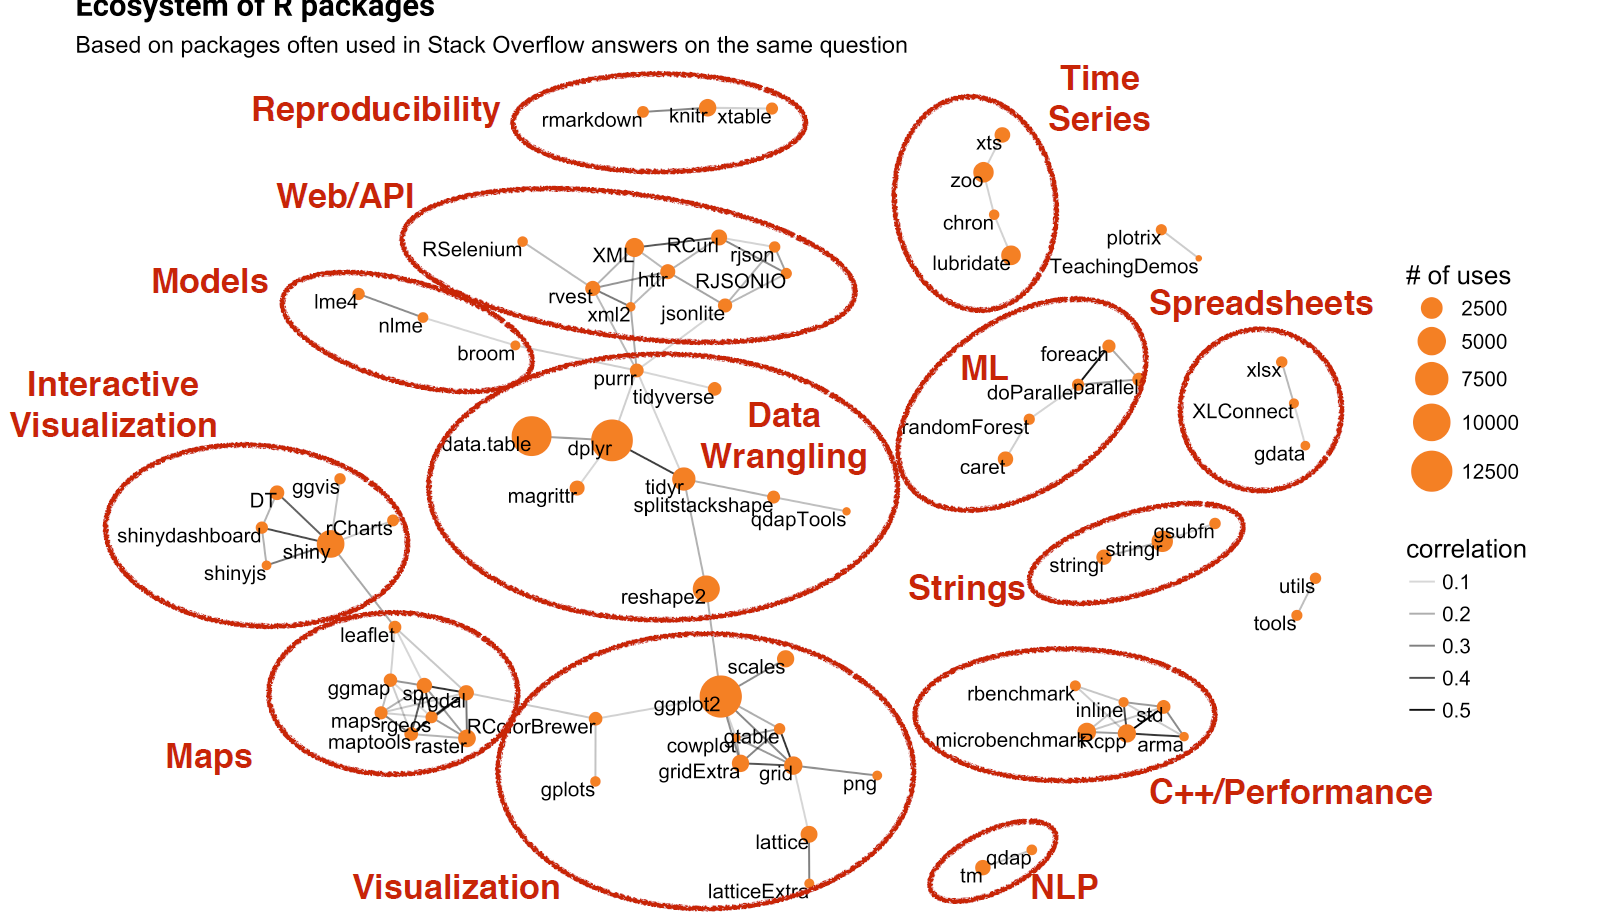 Ecosystem of R packages
Based on packages often used in Stack Overflow answers on the same question
Time
Series
Reproducibility
rmarkdown
knitr
xtable
xts
zoo
chron
lubridate
Web/API
RSelenium
XML
RCurl
rjson
httr
RJSONIO
rvest
xml2
jsonlite
plotrix
TeachingDemos
Models
lme4
nlme
broom
Spreadsheets
xlsx
XLConnect
gdata
# of uses
2500
5000
7500
10000
12500
ML
foreach
doParallel
parallel
randomForest
caret
Interactive
Visualization
DT
ggvis
rCharts
shinydashboard
shiny
shinyjs
Data
Wrangling
purrr
tidyverse
data.table
dplyr
magrittr
tidyr
splitstackshape
qdapTools
reshape2
Strings
gsubfn
stringr
stringi
correlation
0.1
0.2
0.3
0.4
0.5
utils
tools
Maps
leaflet
ggmap
sp
rgdal
maps
rgeos
maptools
raster
RColorBrewer
scales
ggplot2
gtable
cowplot
gridExtra
grid
png
gplots
lattice
latticeExtra
Visualization
rbenchmark
inline
std
microbenchmark
Rcpp
arma
C++/Performance
qdap
tm
NLP